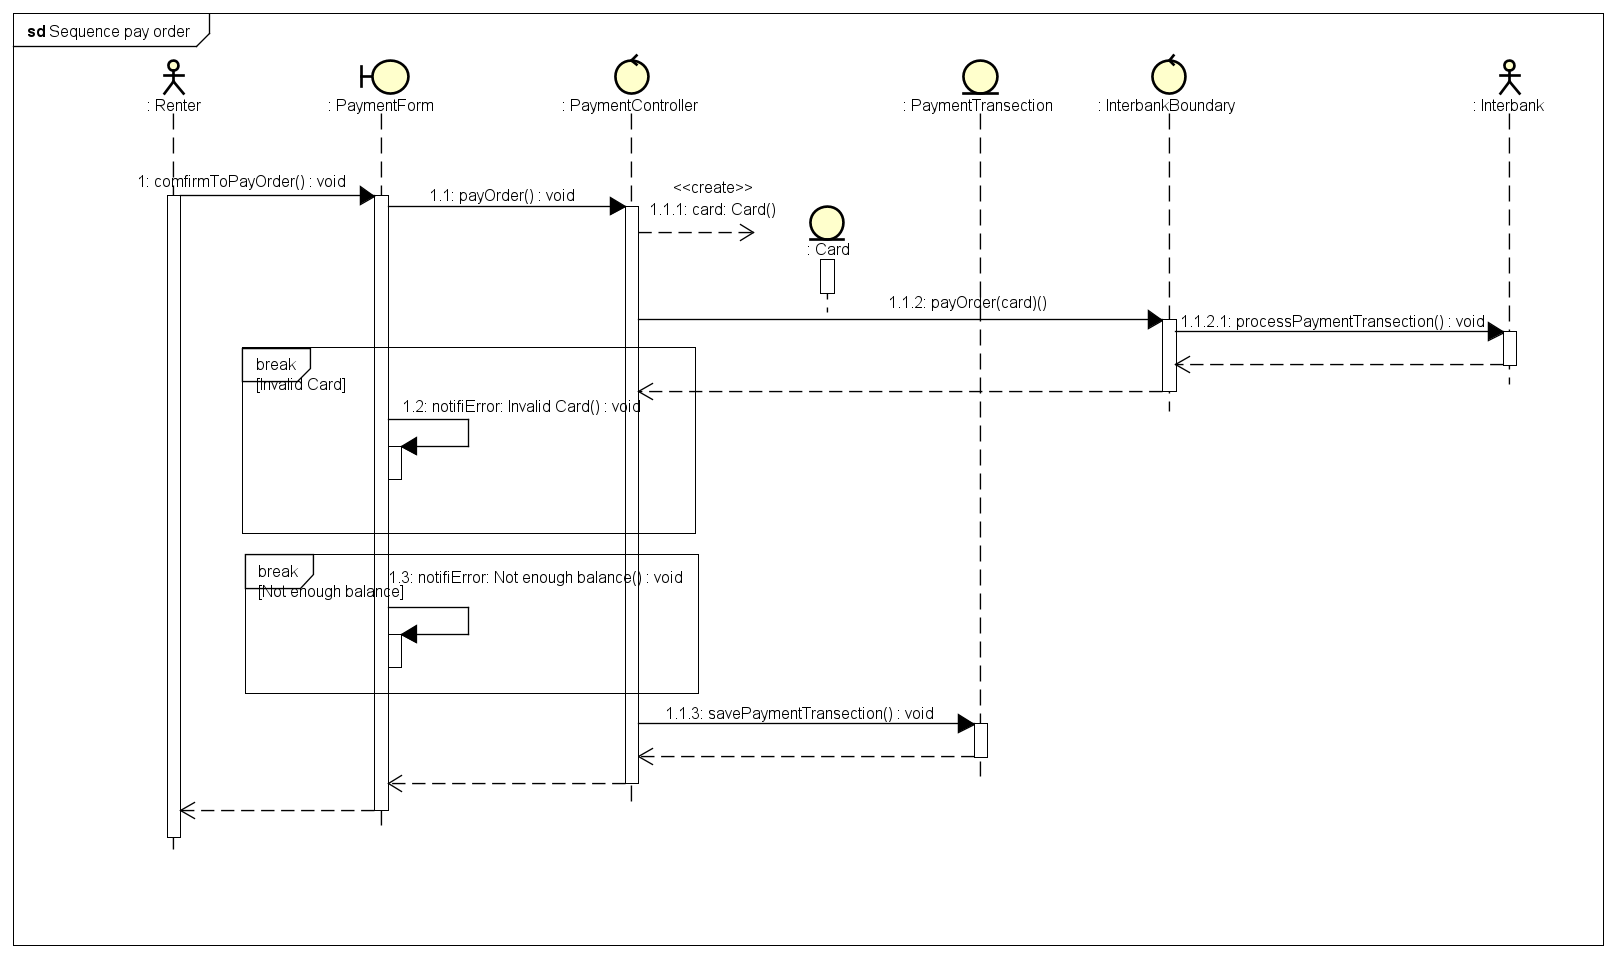 sd Sequence pay order
: Renter
: PaymentForm
: PaymentController
: PaymentTransection
: InterbankBoundary
: Interbank
1: comfirmToPayOrder() : void
1.1: payOrder() : void
<<create>>
1.1.1: card: Card()
: Card
1.1.2: payOrder(card)()
1.1.2.1: processPaymentTransection() : void
break
[Invalid Card]
1.2: notifiError: Invalid Card() : void
break
[Not enough balance]
1.3: notifiError: Not enough balance() : void
1.1.3: savePaymentTransection() : void